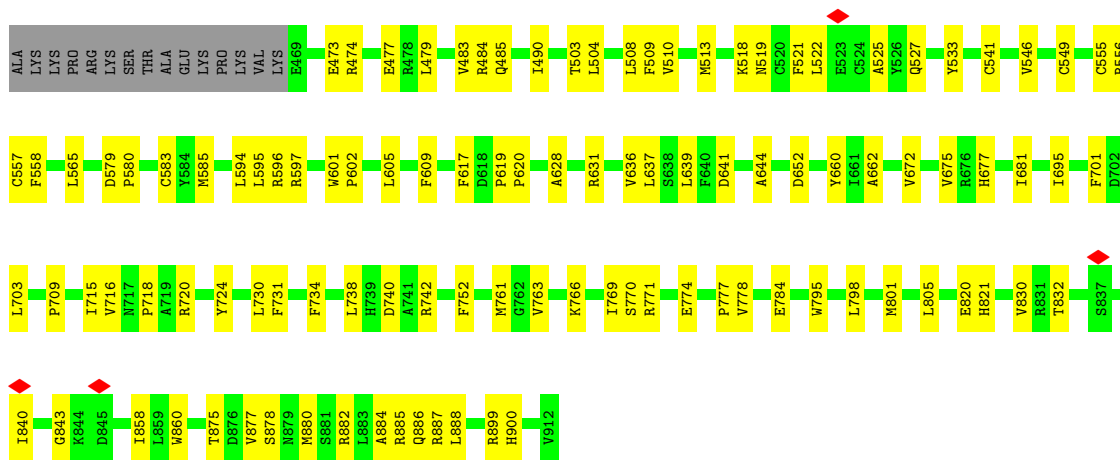 ALA LYS LYS PRO ARG LYS SER THR ALA GLU LYS PRO LYS VAL LYS E469 E473 R474 E477 R478 L479 V483 R484 Q485 I490 T503 L504 L508 F509 V510 M513 K518 N519 C520 F521 L522 E523 C524 A525 Y526 Q527 Y533 C541 V546 C549 C555
C557 F558 L565 D579 P580 C583 Y584 M585 L594 L595 R596 R597 W601 P602 L605 F609 F617 D618 P619 P620 A628 R631 V636 L637 S638 L639 F640 D641 A644 D652 Y660 I661 A662 V672 V675 R676 H677 I681 I695 F701 D702
L703 P709 I715 V716 N717 P718 A719 R720 Y724 L730 F731 F734 L738 H739 D740 A741 R742 F752 M761 G762 V763 K766 I769 S770 R771 E774 P777 V778 E784 W795 L798 M801 L805 E820 H821 V830 R831 T832 S837
I840 G843 K844 D845 I858 L859 W860 T875 D876 V877 S878 N879 M880 S881 R882 L883 A884 R885 Q886 R887 L888 R899 H900 V912